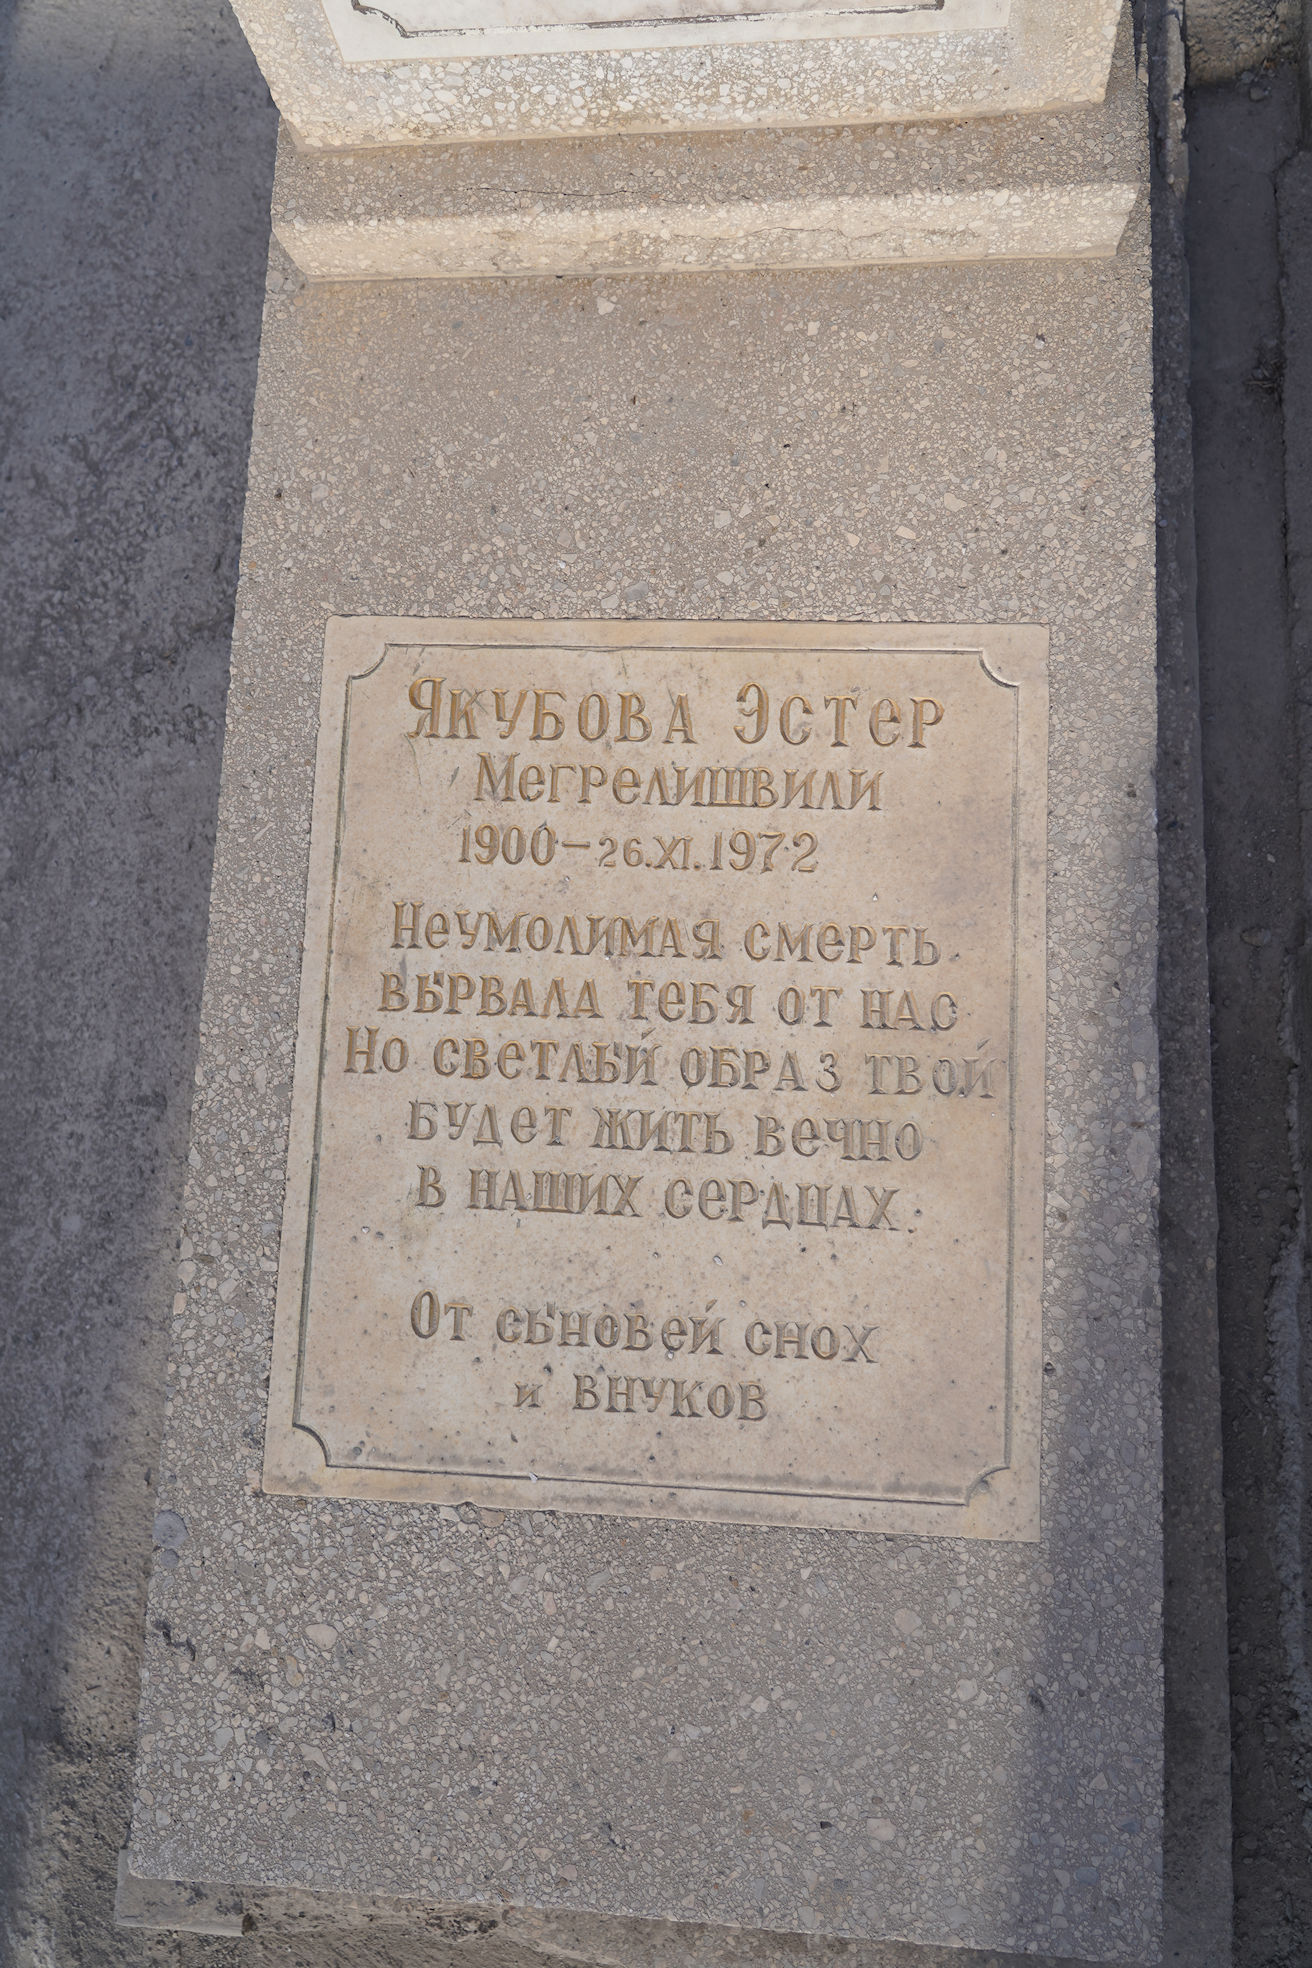 Якубова Эстер
Мегрелишвили
1900–26.XI.1972
Неумолимая смерть
вырвала тебя от нас
Но светлый образ твой
будет жить вечно
в наших сердцах.
От сыновей снох
и внуков